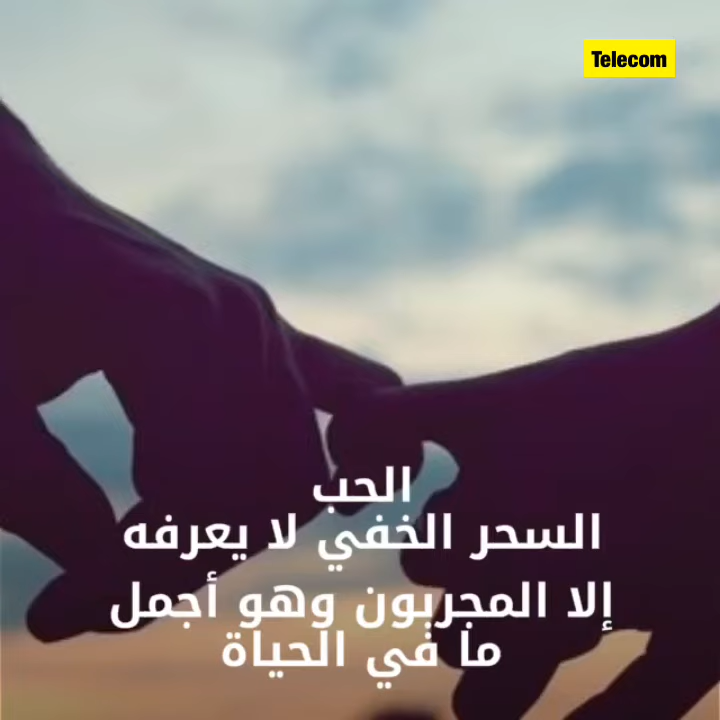 Telecom
الحب
السحر الخفي لا يعرفه
إلا المجربون وهو أجمل
ما في الحياة